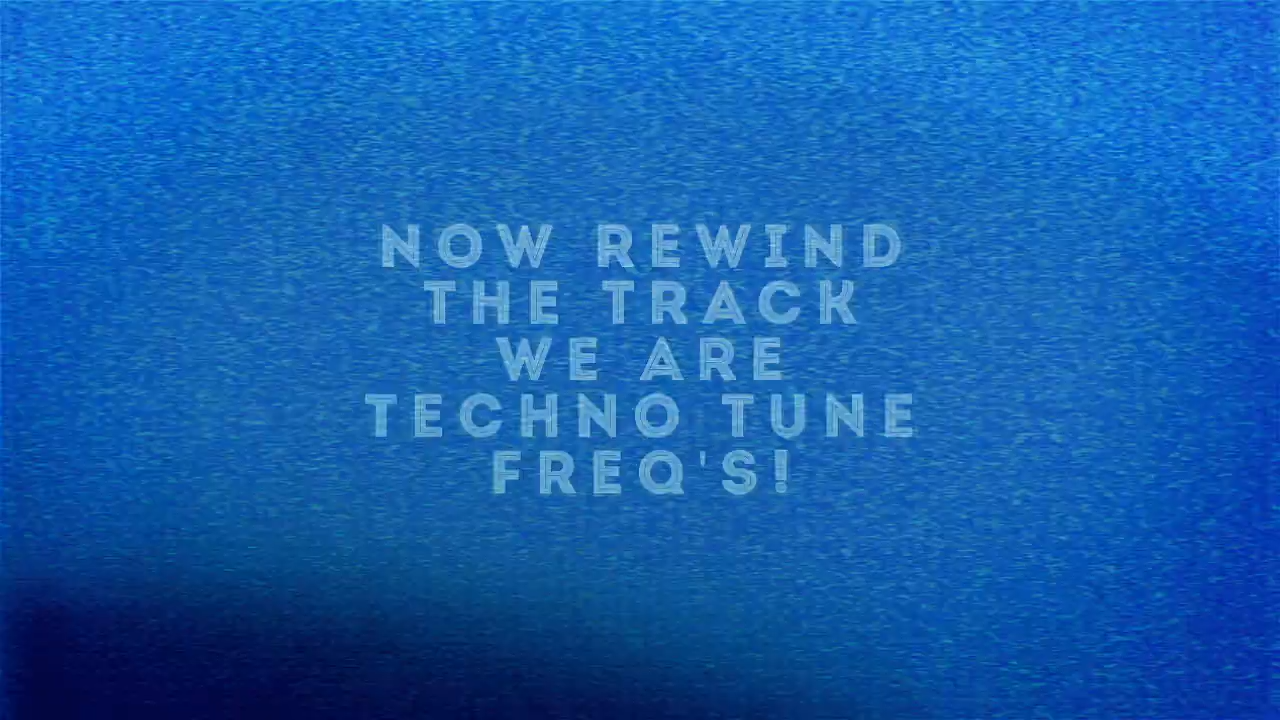 NOW REWIND
THE TRACK
WE ARE
TECHNO TUNE
FREQ'S!